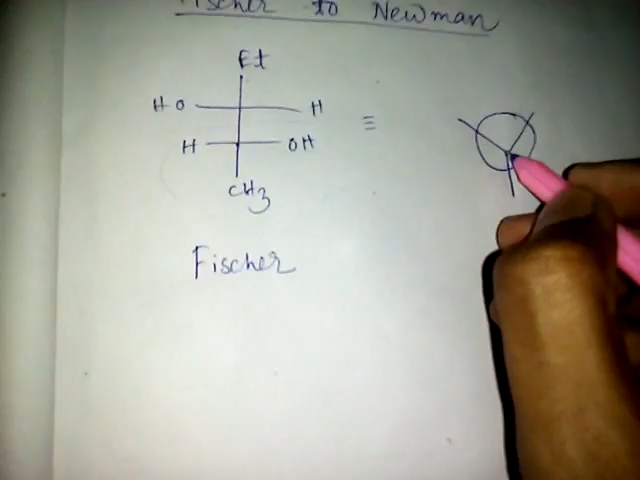 Fischer to Newman
Et
HO H
≡
H OH
CH3
Fischer